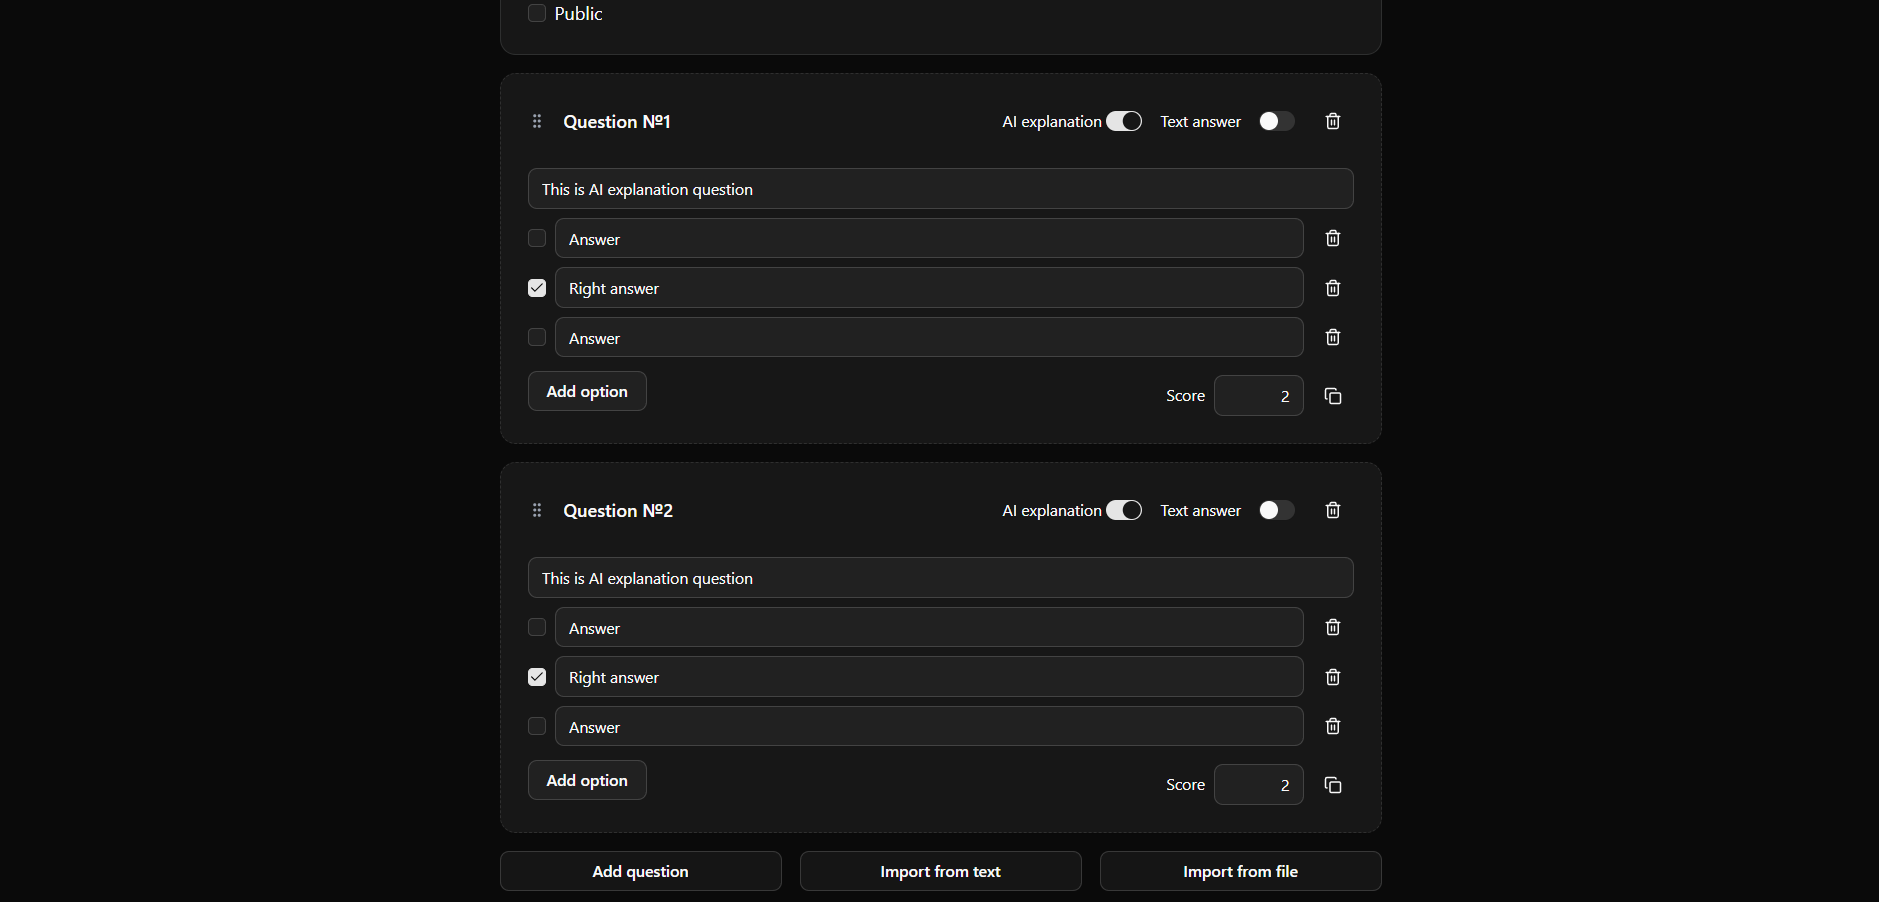 Public
Question №1
AI explanation
Text answer
This is AI explanation question
Answer
Right answer
Answer
Add option
Score
2
Question №2
AI explanation
Text answer
This is AI explanation question
Answer
Right answer
Answer
Add option
Score
2
Add question
Import from text
Import from file